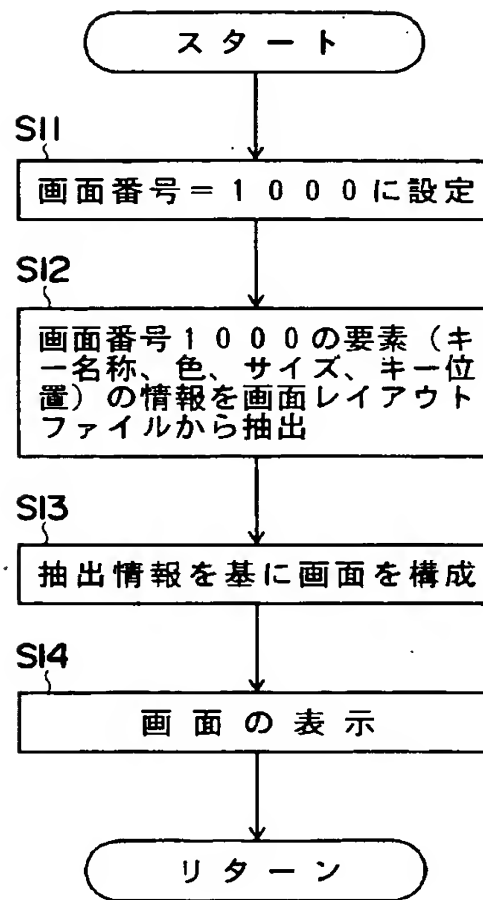 スタート
S11
画面番号=1000に設定
S12
画面番号1000の要素(キ
ー名称、色、サイズ、キー位
置)の情報を画面レイアウト
ファイルから抽出
S13
抽出情報を基に画面を構成
S14
画面の表示
リターン